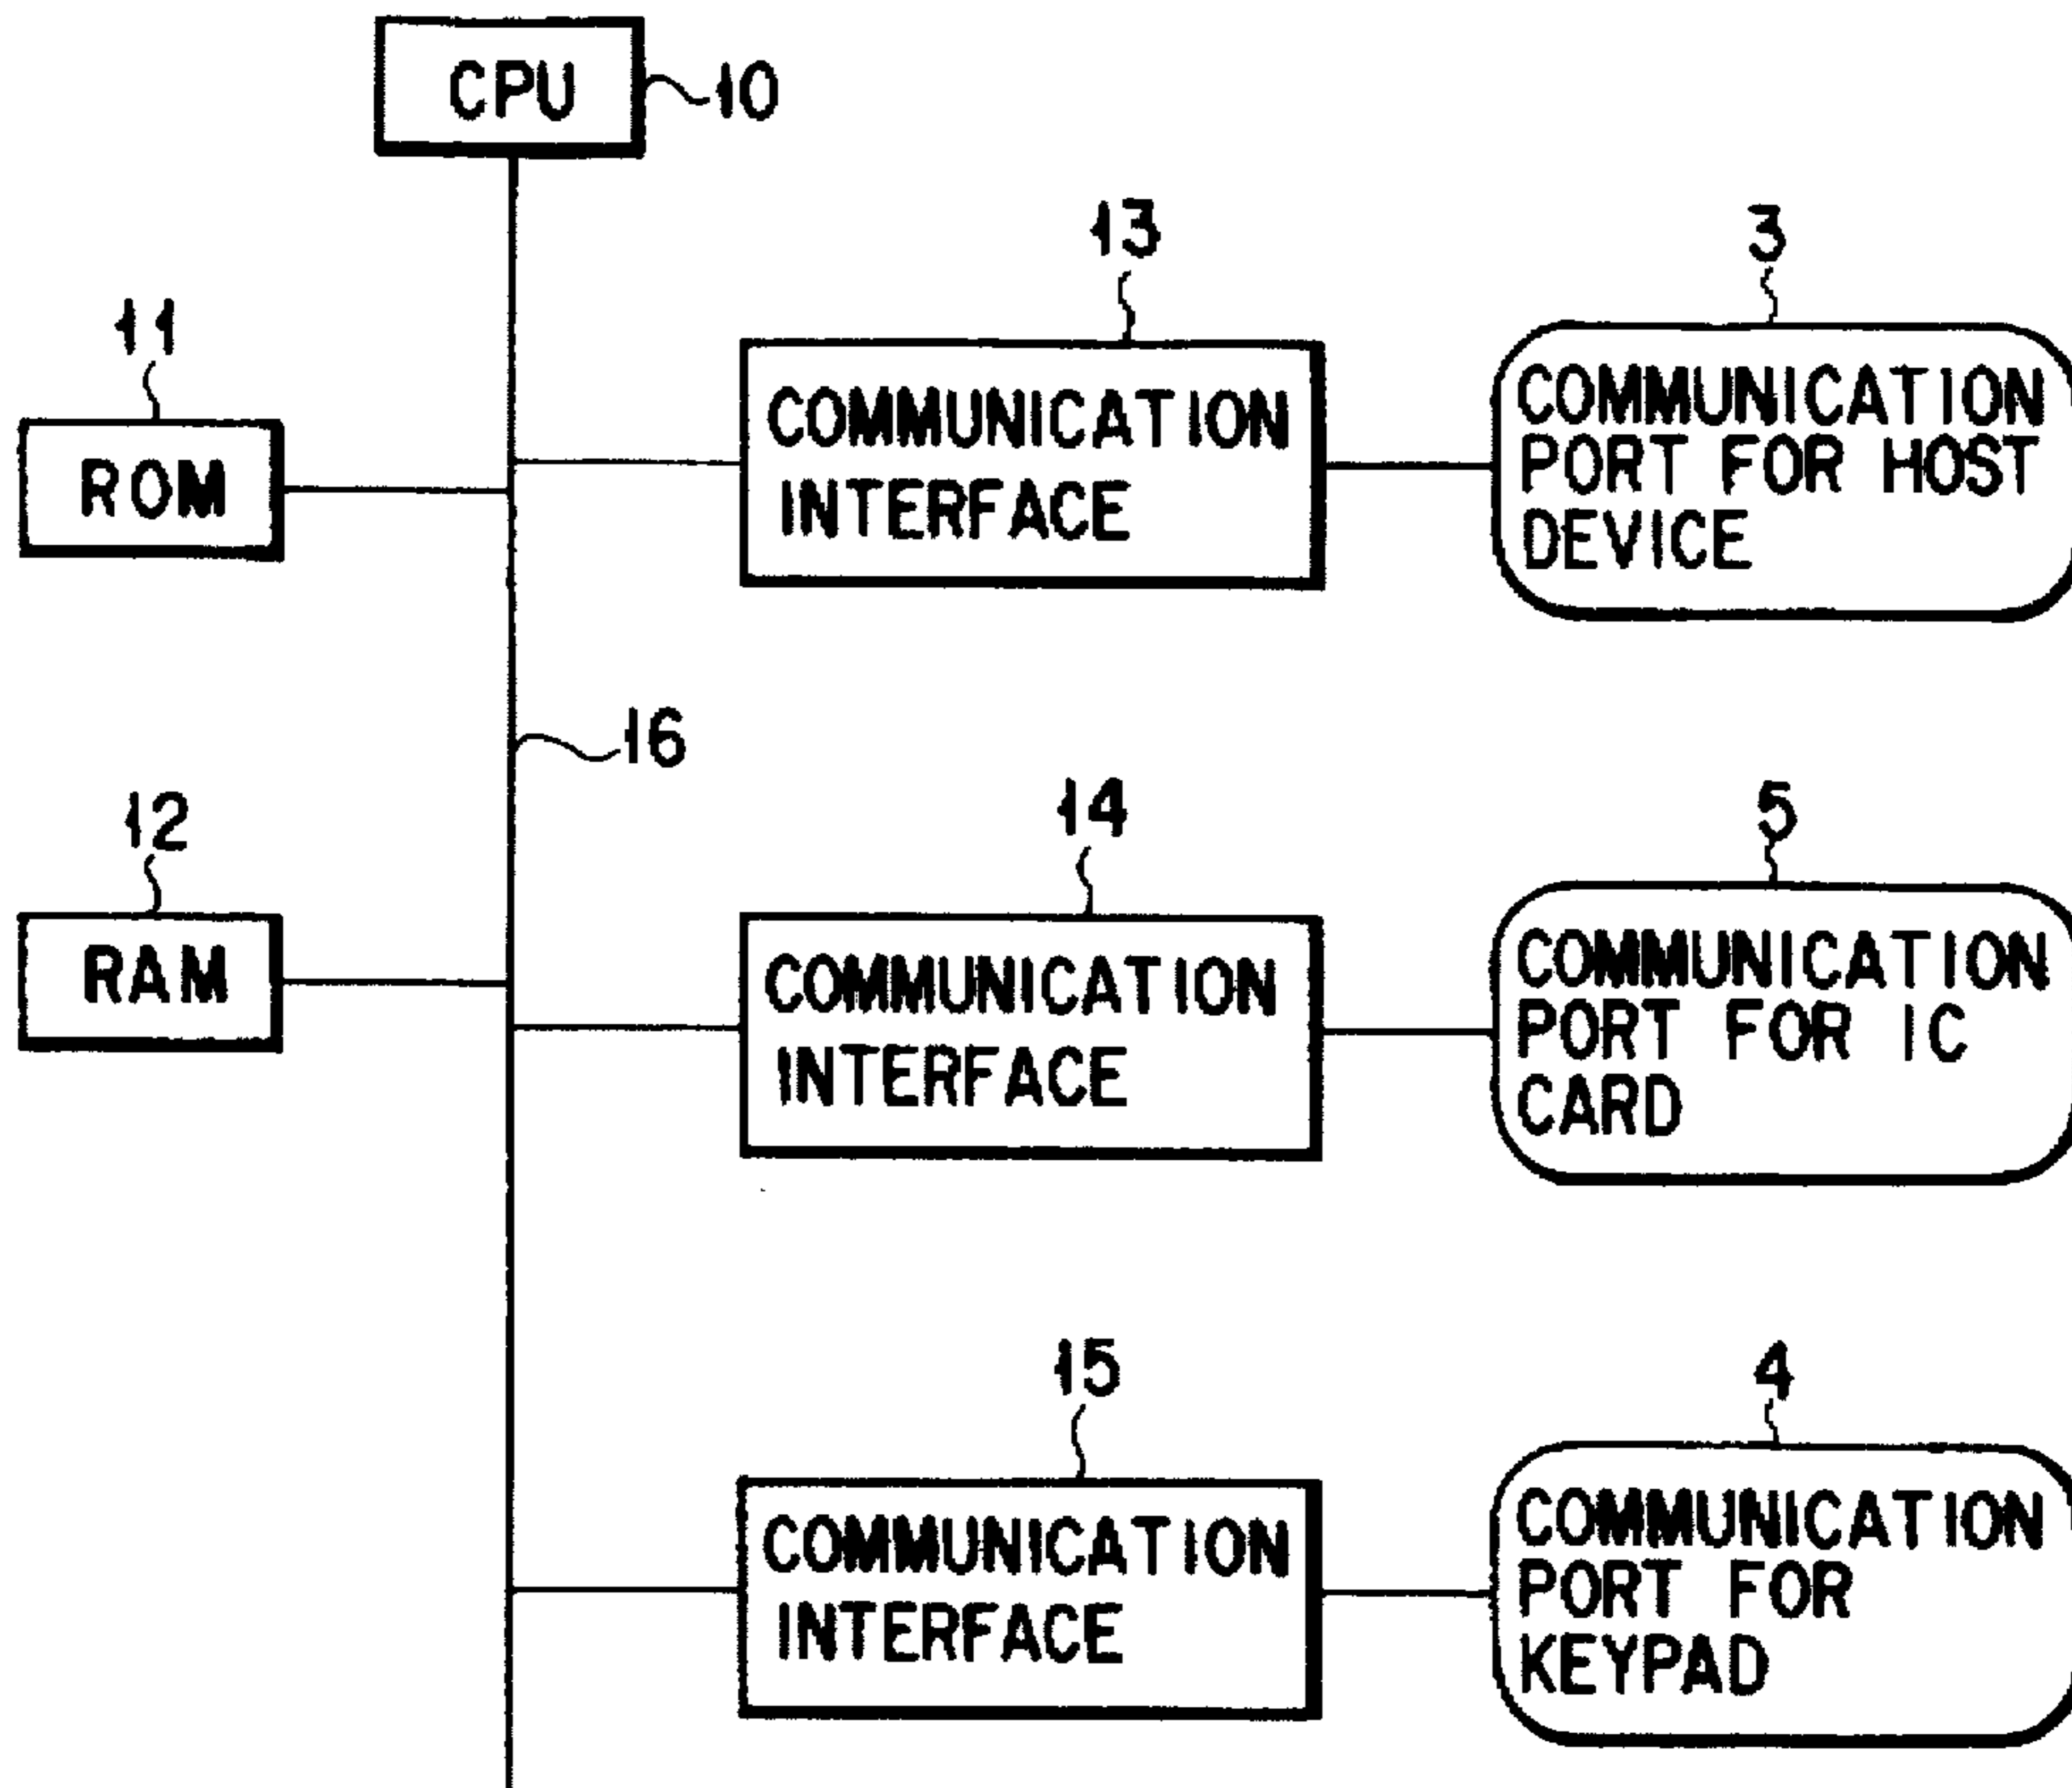 CPU
10
13
3
11
COMMUNICATION
INTERFACE
COMMUNICATION
PORT FOR HOST
DEVICE
ROM
16
12
14
5
RAM
COMMUNICATION
INTERFACE
COMMUNICATION
PORT FOR IC
CARD
15
4
COMMUNICATION
INTERFACE
COMMUNICATION
PORT FOR
KEYPAD